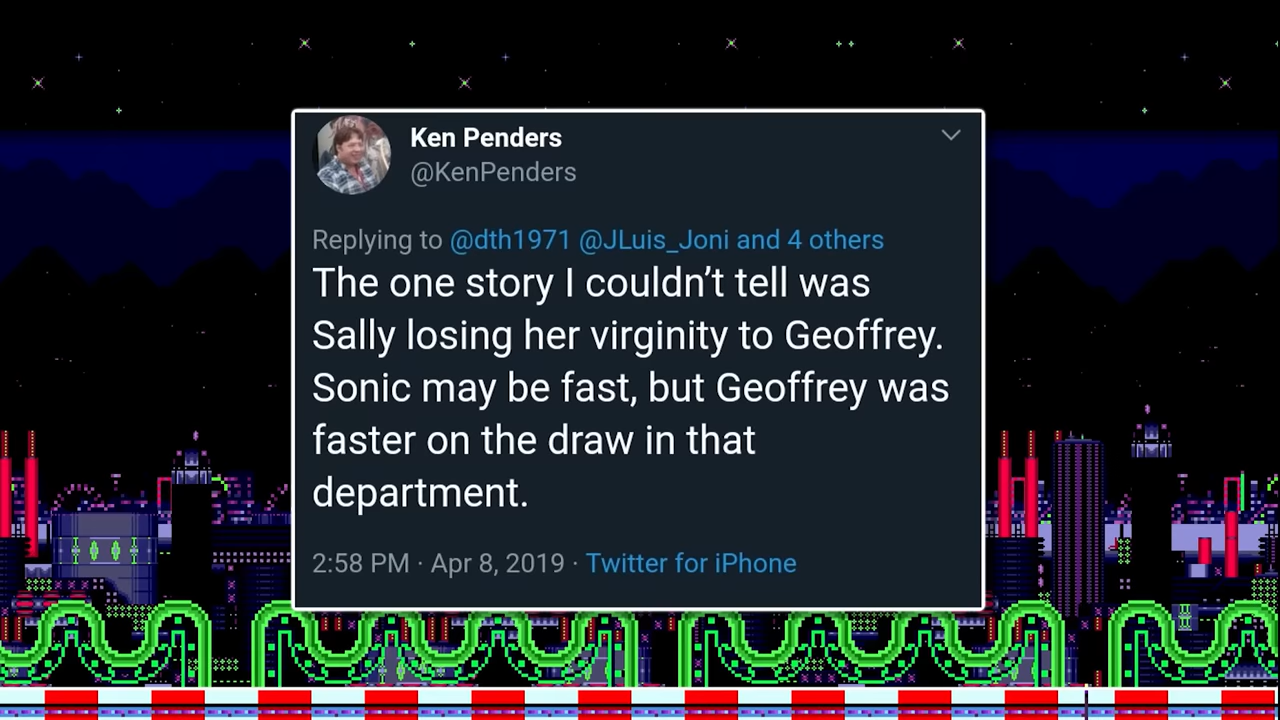 Ken Penders
@KenPenders
Replying to @dth1971 @JLuis_Joni and 4 others
The one story I couldn’t tell was
Sally losing her virginity to Geoffrey.
Sonic may be fast, but Geoffrey was
faster on the draw in that
department.
2:58 PM · Apr 8, 2019 · Twitter for iPhone